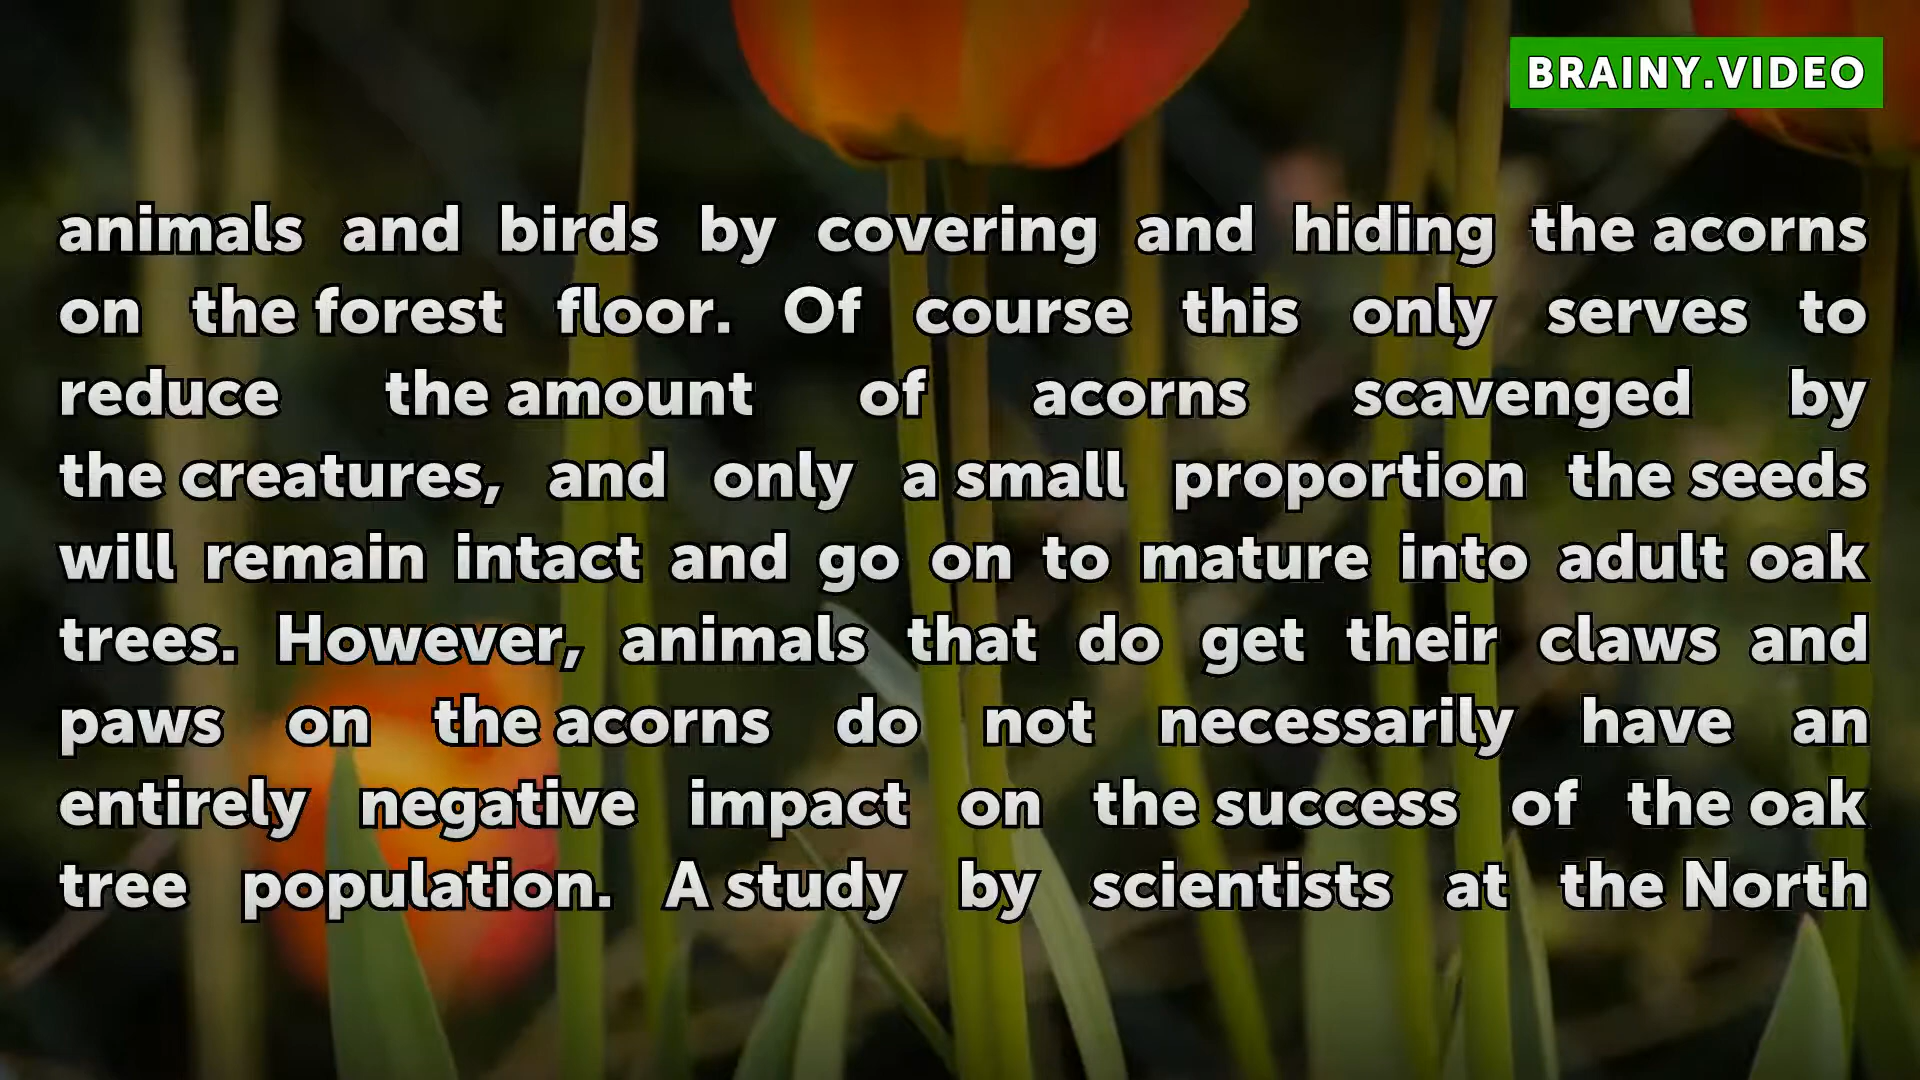 BRAINY.VIDEO
animals and birds by covering and hiding the acorns
on the forest floor. Of course this only serves to
reduce the amount of acorns scavenged by
the creatures, and only a small proportion the seeds
will remain intact and go on to mature into adult oak
trees. However, animals that do get their claws and
paws on the acorns do not necessarily have an
entirely negative impact on the success of the oak
tree population. A study by scientists at the North